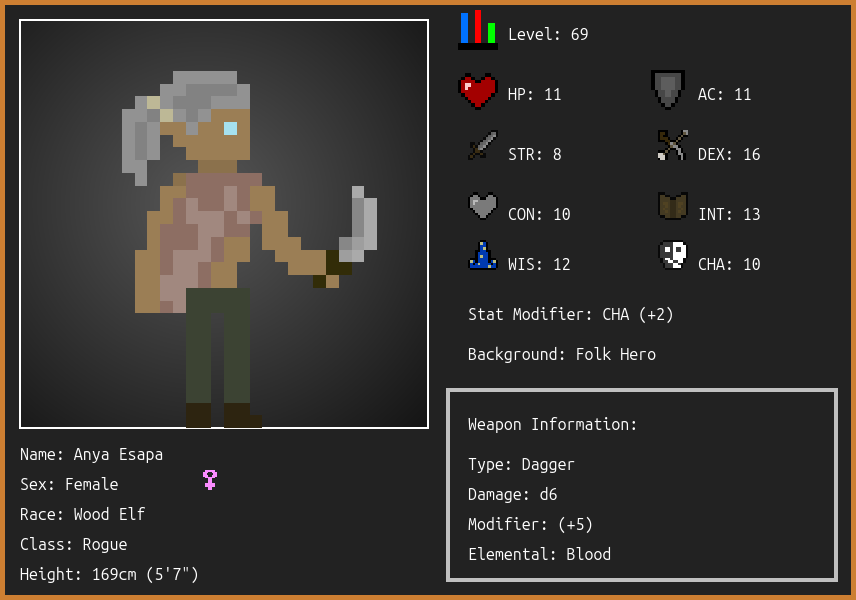 Level: 69
HP: 11
AC: 11
STR: 8
DEX: 16
CON: 10
INT: 13
WIS: 12
CHA: 10
Stat Modifier: CHA (+2)
Background: Folk Hero
Weapon Information:
Type: Dagger
Damage: d6
Modifier: (+5)
Elemental: Blood
Name: Anya Esapa
Sex: Female
Race: Wood Elf
Class: Rogue
Height: 169cm (5'7")